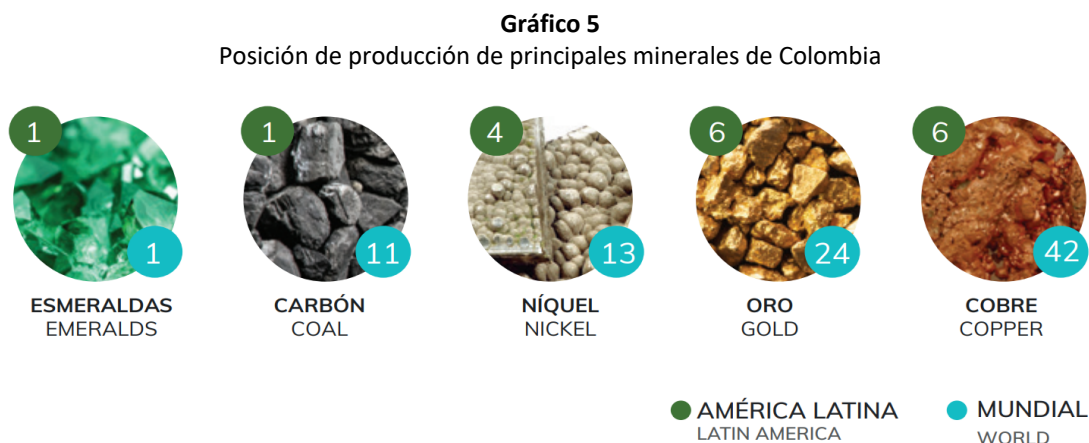 Gráfico 5
Posición de producción de principales minerales de Colombia
1
1
ESMERALDAS
EMERALDS
1
11
CARBÓN
COAL
4
13
NÍQUEL
NICKEL
6
24
ORO
GOLD
6
42
COBRE
COPPER
AMÉRICA LATINA
LATIN AMERICA
MUNDIAL
WORLD